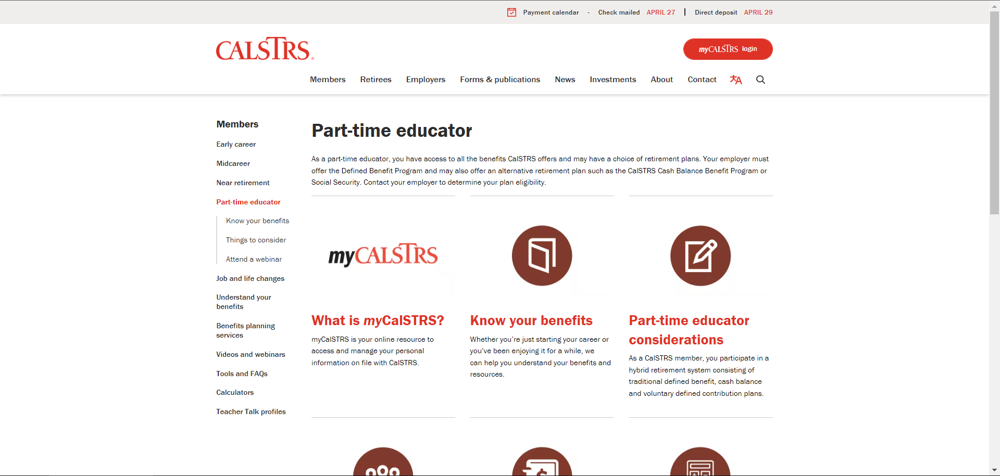 Payment calendar - Check mailed APRIL 27 | Direct deposit APRIL 29
CALSTRS®
myCALSTRS login
Members Retirees Employers Forms & publications News Investments About Contact
Members
Early career
Midcareer
Near retirement
Part-time educator
Know your benefits
Things to consider
Attend a webinar
Job and life changes
Understand your
benefits
Benefits planning
services
Videos and webinars
Tools and FAQs
Calculators
Teacher Talk profiles
Part-time educator
As a part-time educator, you have access to all the benefits CalSTRS offers and may have a choice of retirement plans. Your employer must
offer the Defined Benefit Program and may also offer an alternative retirement plan such as the CalSTRS Cash Balance Benefit Program or
Social Security. Contact your employer to determine your plan eligibility.
myCALSTRS
What is myCalSTRS?
myCalSTRS is your online resource to
access and manage your personal
information on file with CalSTRS.
Know your benefits
Whether you’re just starting your career or
you’ve been enjoying it for a while, we
can help you understand your benefits and
resources.
Part-time educator
considerations
As a CalSTRS member, you participate in a
hybrid retirement system consisting of
traditional defined benefit, cash balance
and voluntary defined contribution plans.